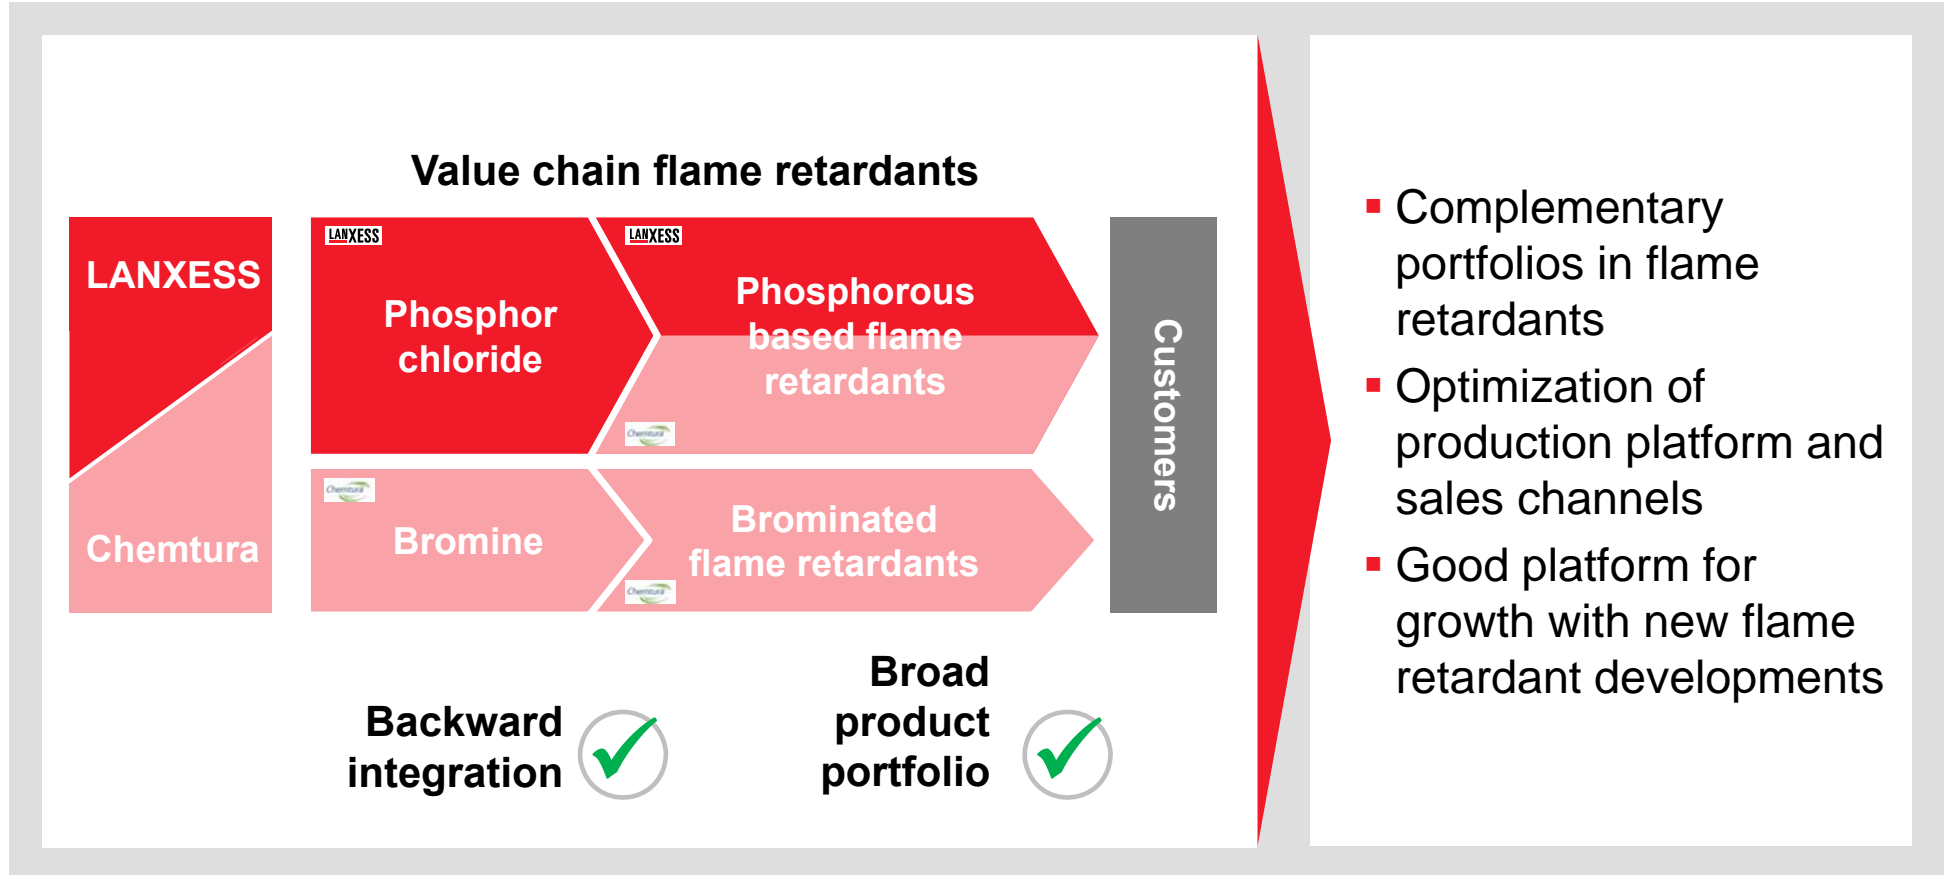 Value chain flame retardants
LANXESS
Chemtura
LANXESS
Phosphor
chloride
LANXESS
Phosphorous
based flame
retardants
Chemtura
Chemtura
Bromine
Brominated
flame retardants
Chemtura
Customers
Backward
integration
Broad
product
portfolio
▪ Complementary
portfolios in flame
retardants
▪ Optimization of
production platform and
sales channels
▪ Good platform for
growth with new flame
retardant developments